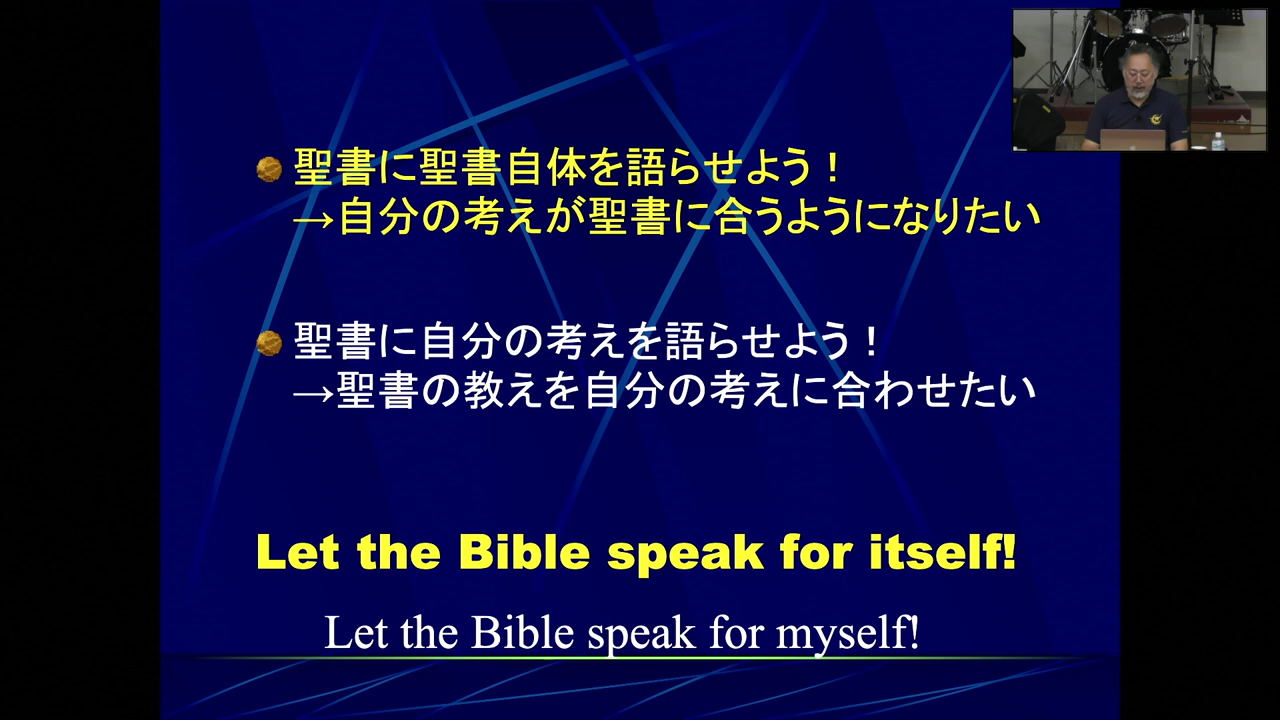 聖書に聖書自体を語らせよう！
→自分の考えが聖書に合うようになりたい
聖書に自分の考えを語らせよう！
→聖書の教えを自分の考えに合わせたい
Let the Bible speak for itself!
Let the Bible speak for myself!